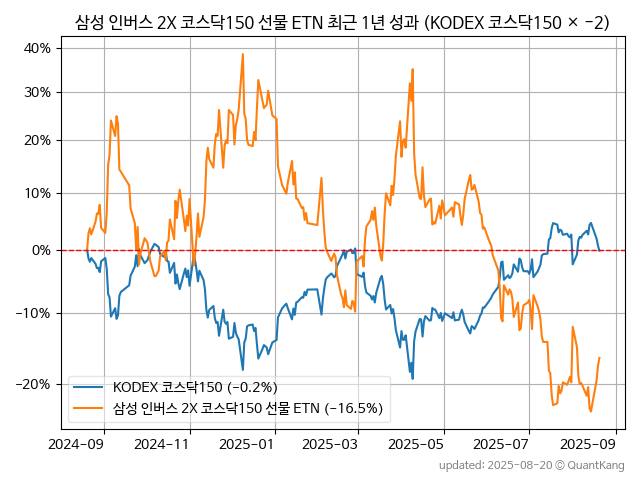 삼성 인버스 2X 코스닥150 선물 ETN 최근 1년 성과 (KODEX 코스닥150 × −2)
40%
30%
20%
10%
0%
−10%
−20%
KODEX 코스닥150 (−0.2%)
삼성 인버스 2X 코스닥150 선물 ETN (−16.5%)
2024-09 2024-11 2025-01 2025-03 2025-05 2025-07 2025-09
updated: 2025-08-20 © QuantKang